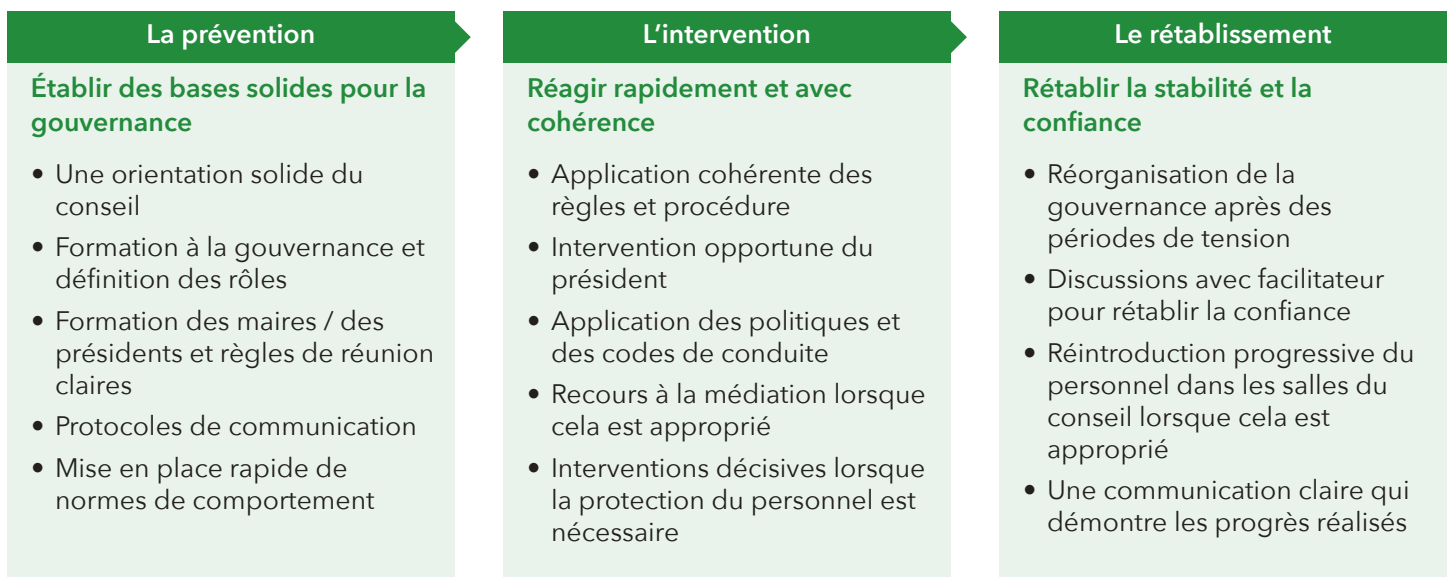 La prévention
Établir des bases solides pour la
gouvernance
• Une orientation solide du
conseil
• Formation à la gouvernance et
définition des rôles
• Formation des maires / des
présidents et règles de réunion
claires
• Protocoles de communication
• Mise en place rapide de
normes de comportement
L’intervention
Réagir rapidement et avec
cohérence
• Application cohérente des
règles et procédure
• Intervention opportune du
président
• Application des politiques et
des codes de conduite
• Recours à la médiation lorsque
cela est approprié
• Interventions décisives lorsque
la protection du personnel est
nécessaire
Le rétablissement
Rétablir la stabilité et la
confiance
• Réorganisation de la
gouvernance après des
périodes de tension
• Discussions avec facilitateur
pour rétablir la confiance
• Réintroduction progressive du
personnel dans les salles du
conseil lorsque cela est
approprié
• Une communication claire qui
démontre les progrès réalisés